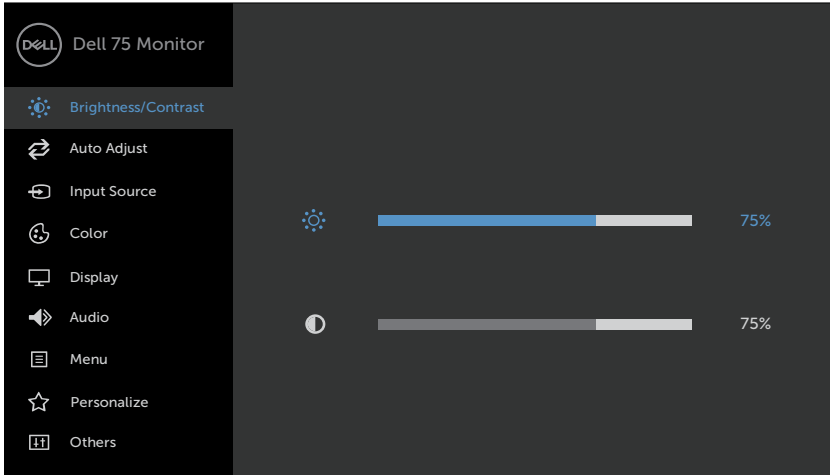 DELL
Dell 75 Monitor
Brightness/Contrast
Auto Adjust
Input Source
Color
Display
Audio
Menu
Personalize
Others
75%
75%